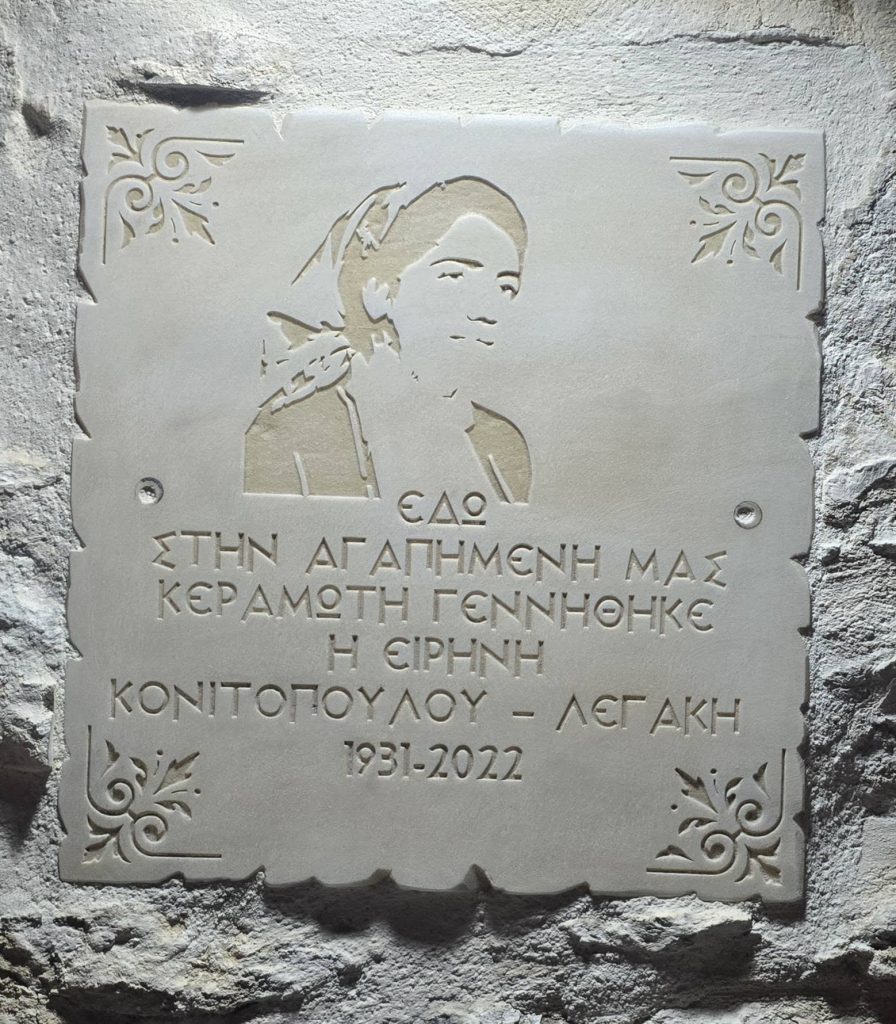 ΕΔΩ
ΣΤΗΝ ΑΓΑΠΗΜΕΝΗ ΜΑΣ
ΚΕΡΑΜΩΤΗ ΓΕΝΝΗΘΗΚΕ
Η ΕΙΡΗΝΗ
ΚΟΝΙΤΟΠΟΥΛΟΥ – ΛΕΓΑΚΗ
1931-2022